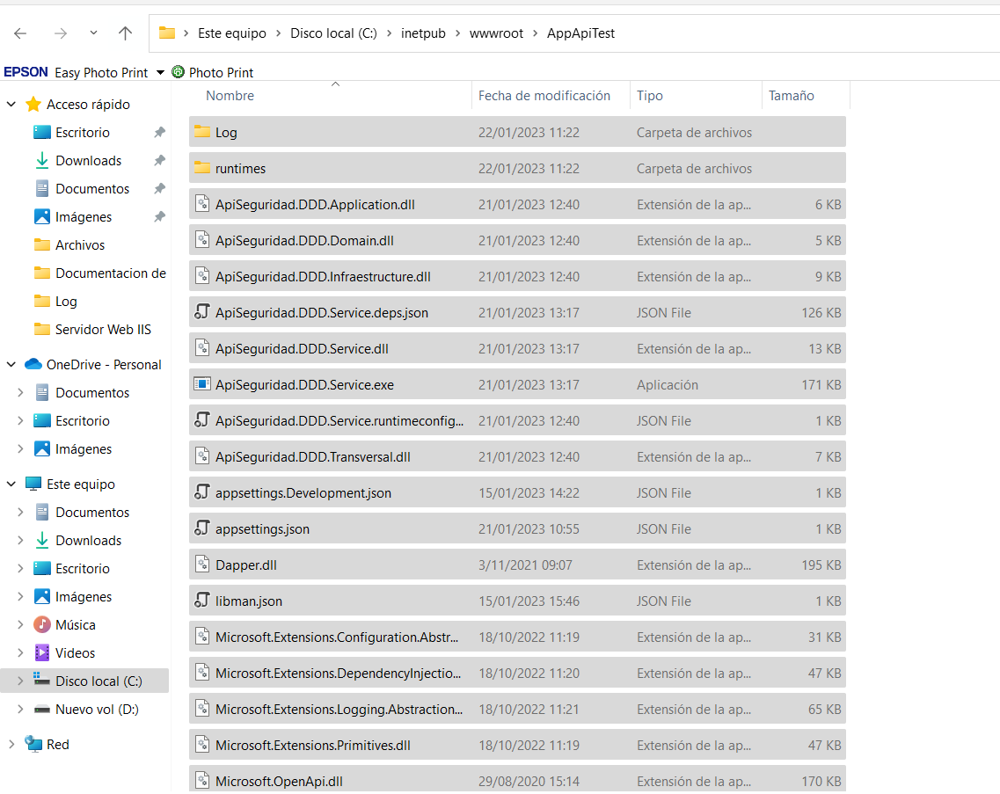 Este equipo > Disco local (C:) > inetpub > wwwroot > AppApiTest
EPSON Easy Photo Print Photo Print
Acceso rápido
Escritorio
Downloads
Documentos
Imágenes
Archivos
Documentacion de
Log
Servidor Web IIS
OneDrive - Personal
Documentos
Escritorio
Imágenes
Este equipo
Documentos
Downloads
Escritorio
Imágenes
Música
Videos
Disco local (C:)
Nuevo vol (D:)
Red
Nombre Fecha de modificación Tipo Tamaño
Log 22/01/2023 11:22 Carpeta de archivos
runtimes 22/01/2023 11:22 Carpeta de archivos
ApiSeguridad.DDD.Application.dll 21/01/2023 12:40 Extensión de la ap... 6 KB
ApiSeguridad.DDD.Domain.dll 21/01/2023 12:40 Extensión de la ap... 5 KB
ApiSeguridad.DDD.Infraestructure.dll 21/01/2023 12:40 Extensión de la ap... 9 KB
ApiSeguridad.DDD.Service.deps.json 21/01/2023 13:17 JSON File 126 KB
ApiSeguridad.DDD.Service.dll 21/01/2023 13:17 Extensión de la ap... 13 KB
ApiSeguridad.DDD.Service.exe 21/01/2023 13:17 Aplicación 171 KB
ApiSeguridad.DDD.Service.runtimeconfig... 21/01/2023 12:40 JSON File 1 KB
ApiSeguridad.DDD.Transversal.dll 21/01/2023 12:40 Extensión de la ap... 7 KB
appsettings.Development.json 15/01/2023 14:22 JSON File 1 KB
appsettings.json 21/01/2023 10:55 JSON File 1 KB
Dapper.dll 3/11/2021 09:07 Extensión de la ap... 195 KB
libman.json 15/01/2023 15:46 JSON File 1 KB
Microsoft.Extensions.Configuration.Abstr... 18/10/2022 11:19 Extensión de la ap... 31 KB
Microsoft.Extensions.DependencyInjectio... 18/10/2022 11:20 Extensión de la ap... 47 KB
Microsoft.Extensions.Logging.Abstraction... 18/10/2022 11:21 Extensión de la ap... 65 KB
Microsoft.Extensions.Primitives.dll 18/10/2022 11:19 Extensión de la ap... 47 KB
Microsoft.OpenApi.dll 29/08/2020 15:14 Extensión de la ap... 170 KB